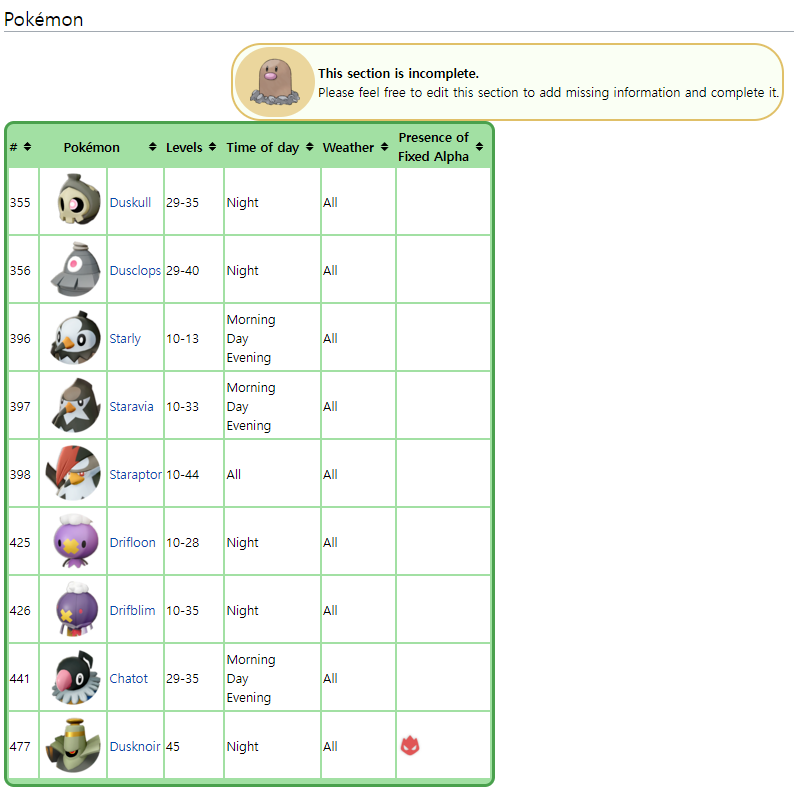 Pokémon
This section is incomplete.
Please feel free to edit this section to add missing information and complete it.
# Pokémon Levels Time of day Weather Presence of
Fixed Alpha
355 Duskull 29-35 Night All
356 Dusclops 29-40 Night All
396 Starly 10-13 Morning All
Day
Evening
397 Staravia 10-33 Morning All
Day
Evening
398 Staraptor 10-44 All All
425 Drifloon 10-28 Night All
426 Drifblim 10-35 Night All
441 Chatot 29-35 Morning All
Day
Evening
477 Dusknoir 45 Night All